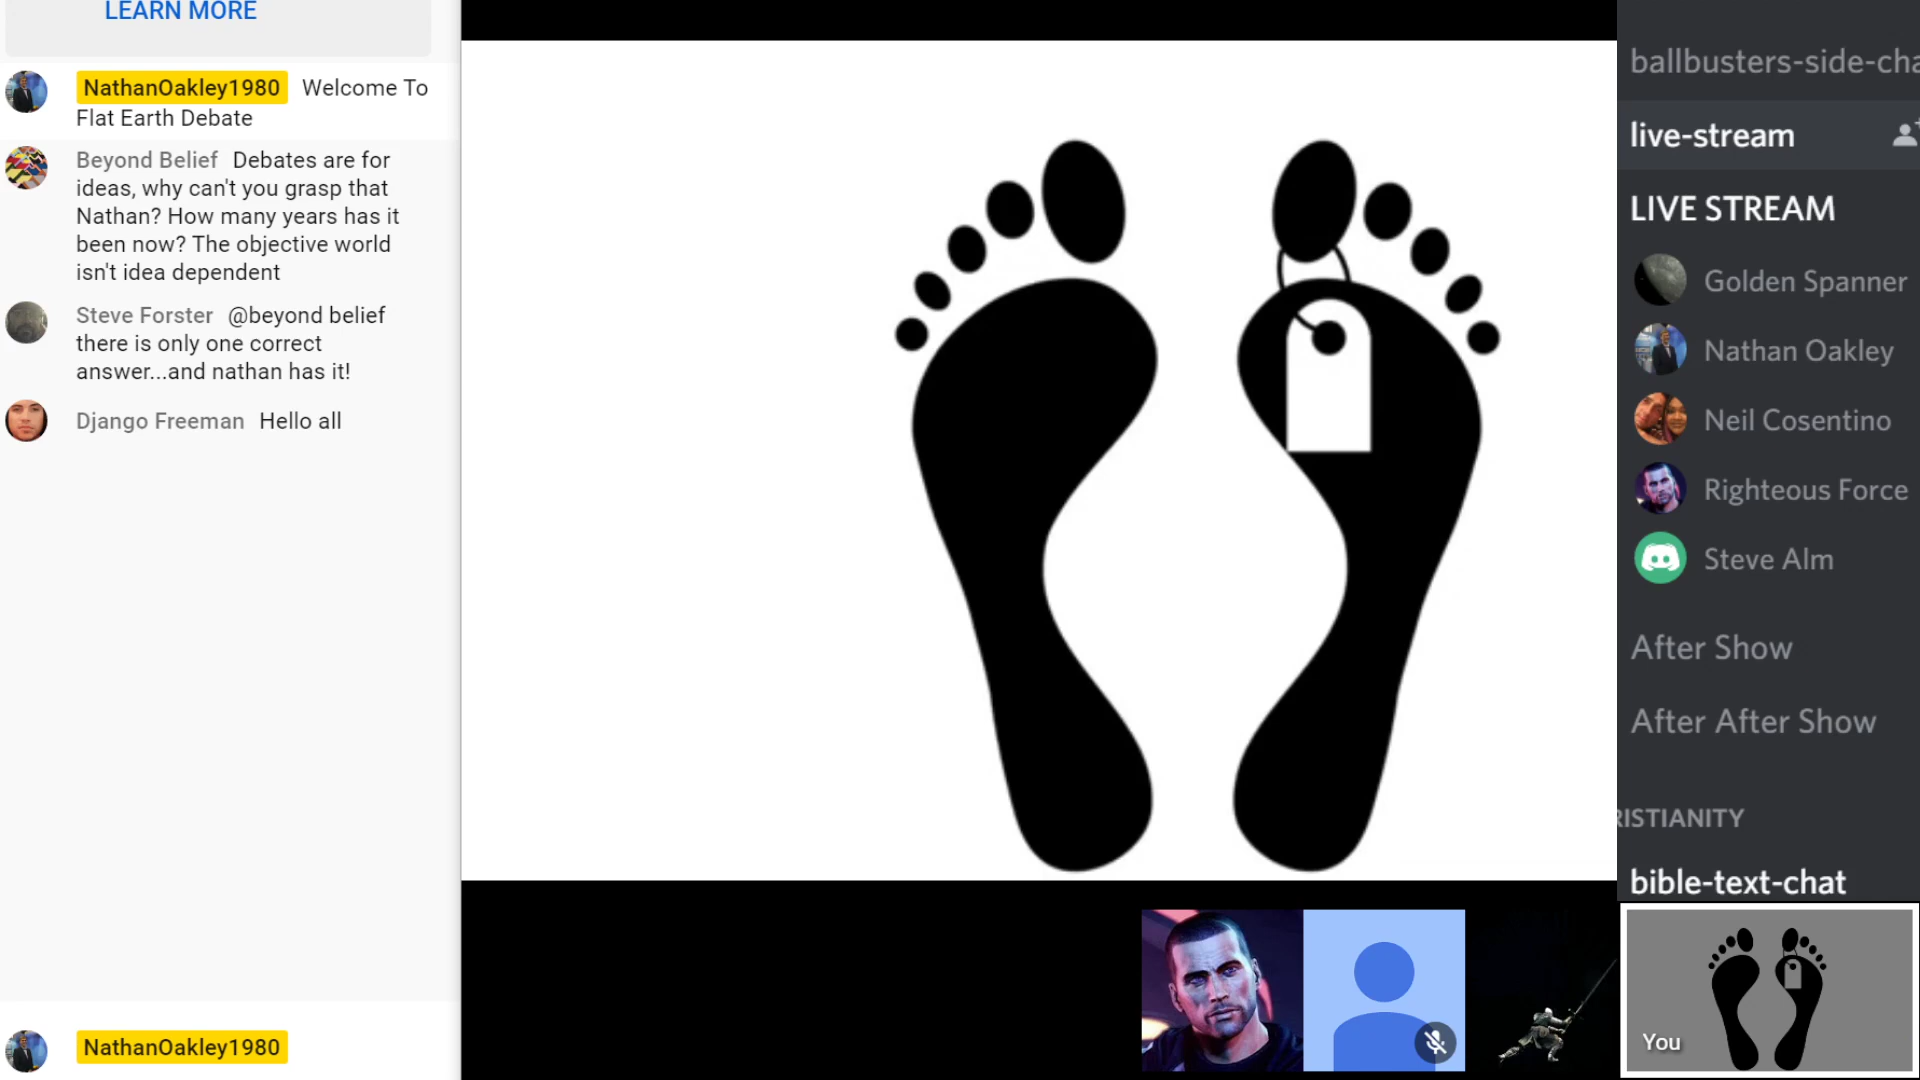 LEARN MORE
NathanOakley1980 Welcome To
Flat Earth Debate
Beyond Belief Debates are for
ideas, why can't you grasp that
Nathan? How many years has it
been now? The objective world
isn't idea dependent
Steve Forster @beyond belief
there is only one correct
answer...and nathan has it!
Django Freeman Hello all
NathanOakley1980
ballbusters-side-cha
live-stream
LIVE STREAM
Golden Spanner
Nathan Oakley
Neil Cosentino
Righteous Force
Steve Alm
After Show
After After Show
RISTIANITY
bible-text-chat
You